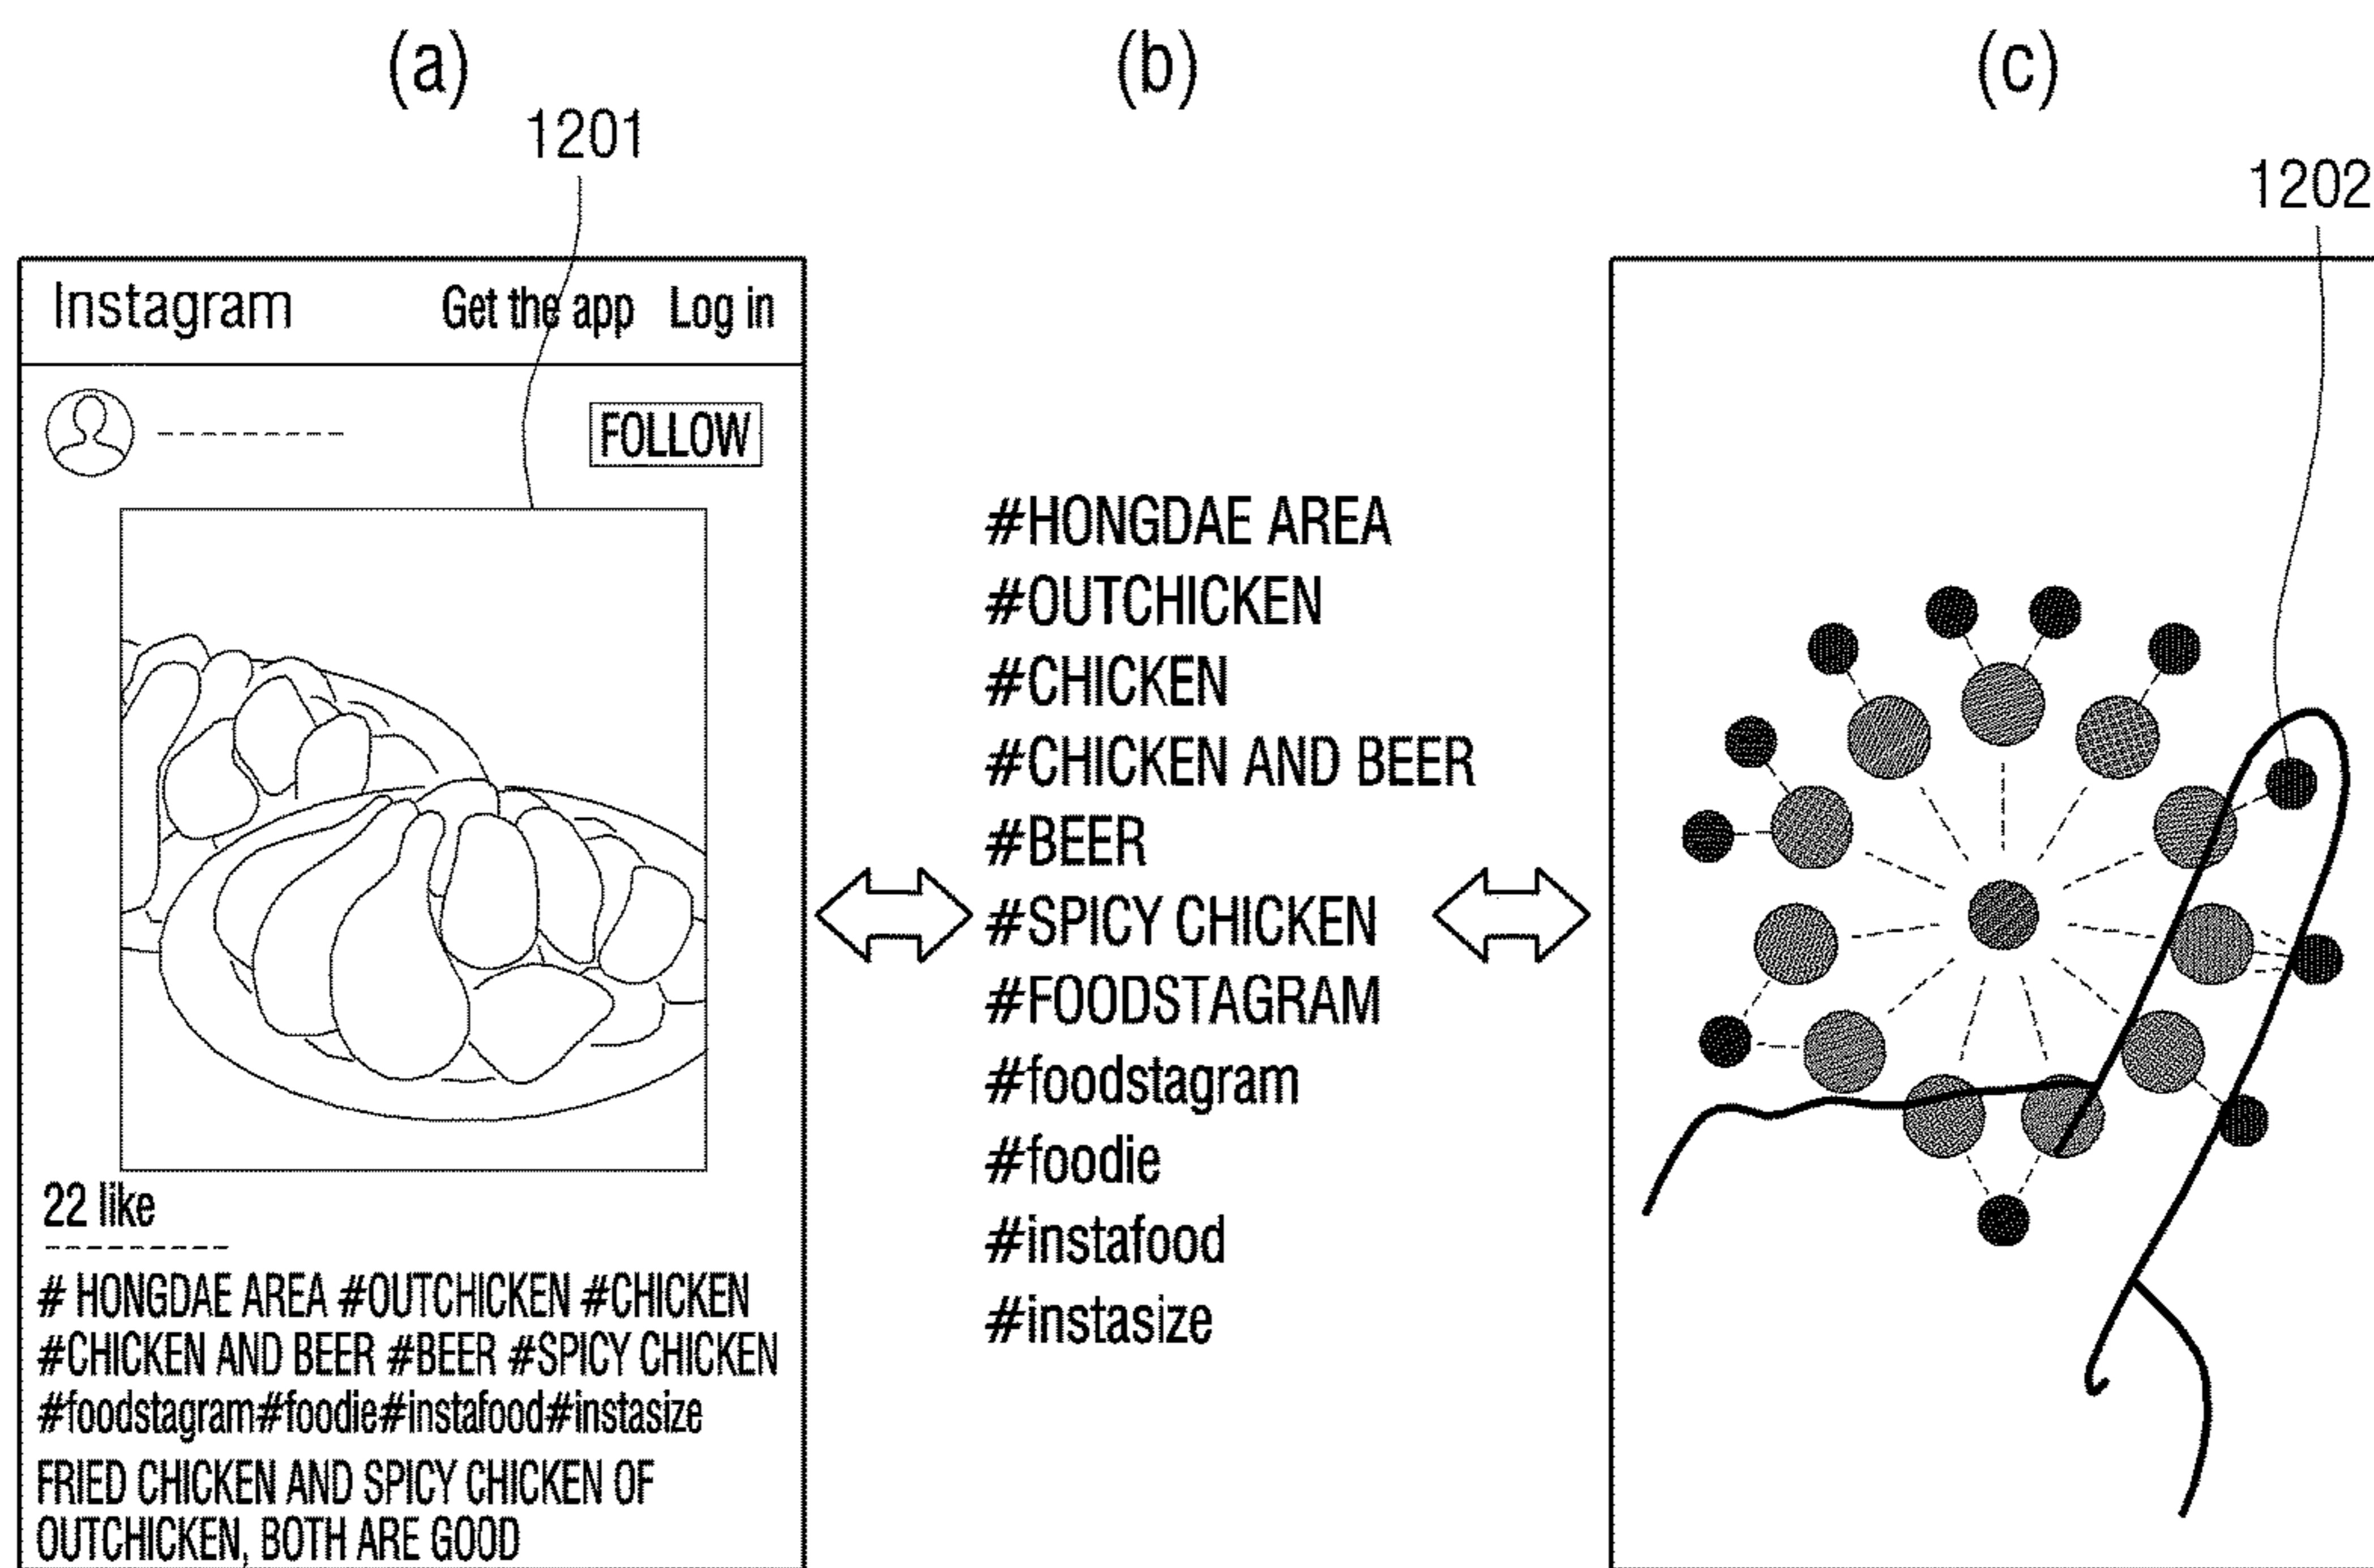 (a)
1201
Instagram Get the app Log in
FOLLOW
22 like
# HONGDAE AREA #OUTCHICKEN #CHICKEN
#CHICKEN AND BEER #BEER #SPICY CHICKEN
#foodstagram#foodie#instafood#instasize
FRIED CHICKEN AND SPICY CHICKEN OF
OUTCHICKEN, BOTH ARE GOOD
(b)
#HONGDAE AREA
#OUTCHICKEN
#CHICKEN
#CHICKEN AND BEER
#BEER
#SPICY CHICKEN
#FOODSTAGRAM
#foodstagram
#foodie
#instafood
#instasize
(c)
1202